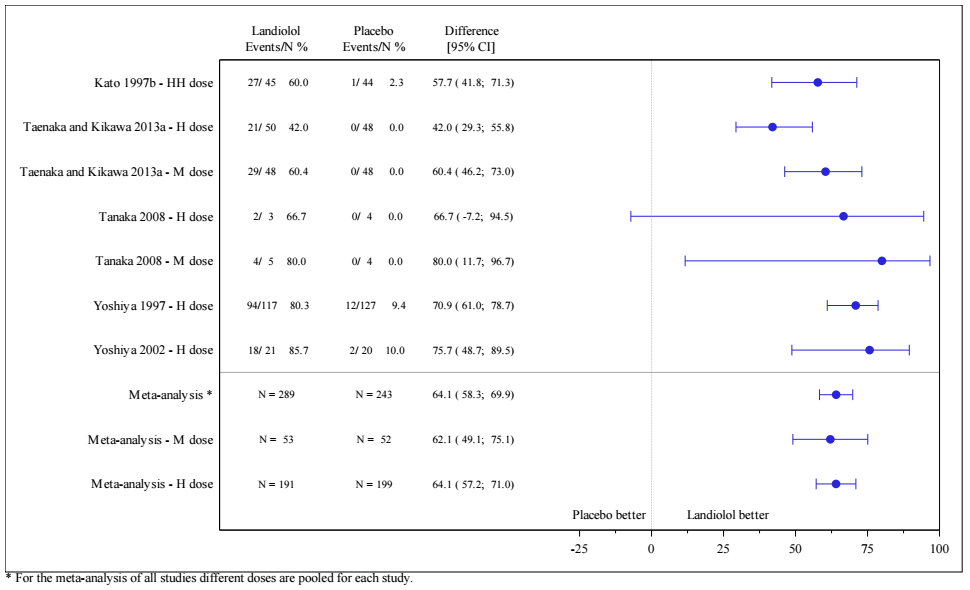 Landiolol Placebo Difference
Events/N % Events/N % [95% CI]
Kato 1997b - HH dose 27/ 45 60.0 1/ 44 2.3 57.7 ( 41.8; 71.3)
Taenaka and Kikawa 2013a - H dose 21/ 50 42.0 0/ 48 0.0 42.0 ( 29.3; 55.8)
Taenaka and Kikawa 2013a - M dose 29/ 48 60.4 0/ 48 0.0 60.4 ( 46.2; 73.0)
Tanaka 2008 - H dose 2/ 3 66.7 0/ 4 0.0 66.7 ( -7.2; 94.5)
Tanaka 2008 - M dose 4/ 5 80.0 0/ 4 0.0 80.0 ( 11.7; 96.7)
Yoshiya 1997 - H dose 94/117 80.3 12/127 9.4 70.9 ( 61.0; 78.7)
Yoshiya 2002 - H dose 18/ 21 85.7 2/ 20 10.0 75.7 ( 48.7; 89.5)
Meta-analysis * N = 289 N = 243 64.1 ( 58.3; 69.9)
Meta-analysis - M dose N = 53 N = 52 62.1 ( 49.1; 75.1)
Meta-analysis - H dose N = 191 N = 199 64.1 ( 57.2; 71.0)
Placebo better Landiolol better
-25 0 25 50 75 100
* For the meta-analysis of all studies different doses are pooled for each study.